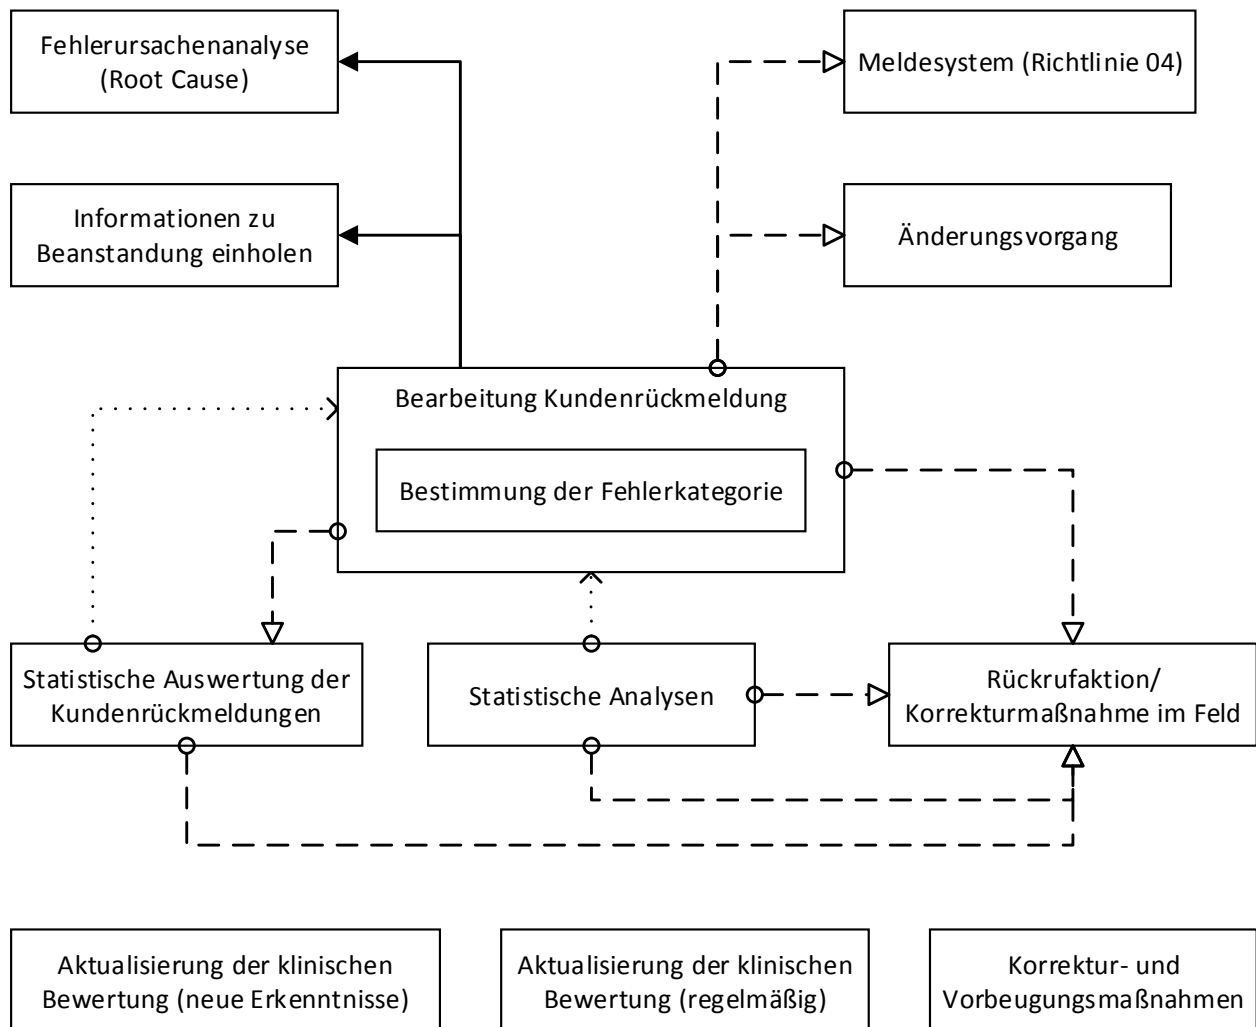 Fehlerursachenanalyse
(Root Cause)
Meldesystem (Richtlinie 04)
Informationen zu
Beanstandung einholen
Änderungsvorgang
Bearbeitung Kundenrückmeldung
Bestimmung der Fehlerkategorie
Statistische Auswertung der
Kundenrückmeldungen
Statistische Analysen
Rückrufaktion/
Korrekturmaßnahme im Feld
Aktualisierung der klinischen
Bewertung (neue Erkenntnisse)
Aktualisierung der klinischen
Bewertung (regelmäßig)
Korrektur- und
Vorbeugungsmaßnahmen